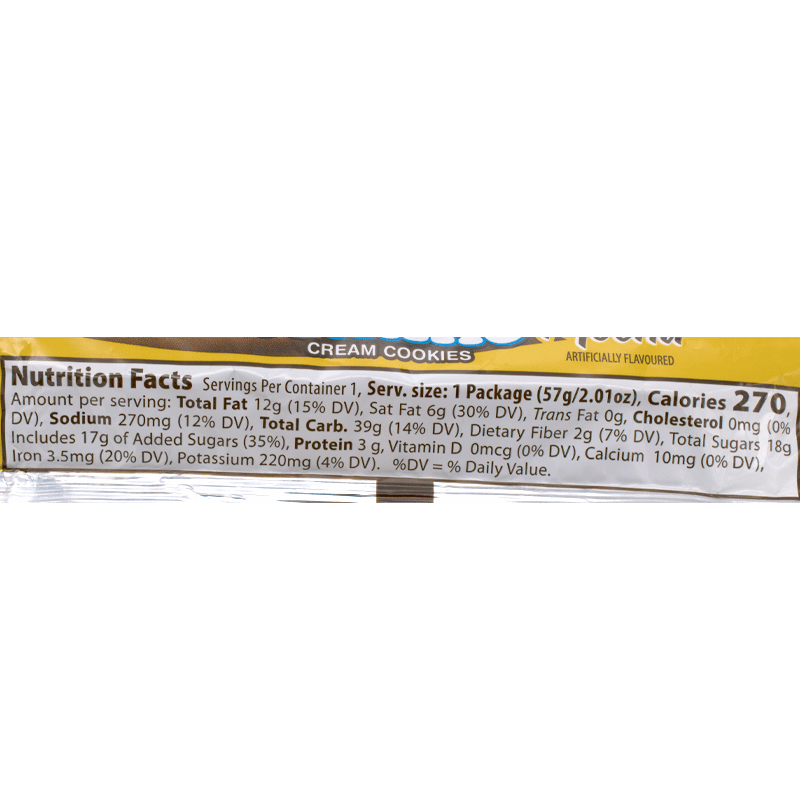 CREAM COOKIES
ARTIFICIALLY FLAVOURED
Nutrition Facts Servings Per Container 1, Serv. size: 1 Package (57g/2.01oz), Calories 270,
Amount per serving: Total Fat 12g (15% DV), Sat Fat 6g (30% DV), Trans Fat 0g, Cholesterol 0mg (0%
DV), Sodium 270mg (12% DV), Total Carb. 39g (14% DV), Dietary Fiber 2g (7% DV), Total Sugars 18g
Includes 17g of Added Sugars (35%), Protein 3 g, Vitamin D 0mcg (0% DV), Calcium 10mg (0% DV),
Iron 3.5mg (20% DV), Potassium 220mg (4% DV). %DV = % Daily Value.